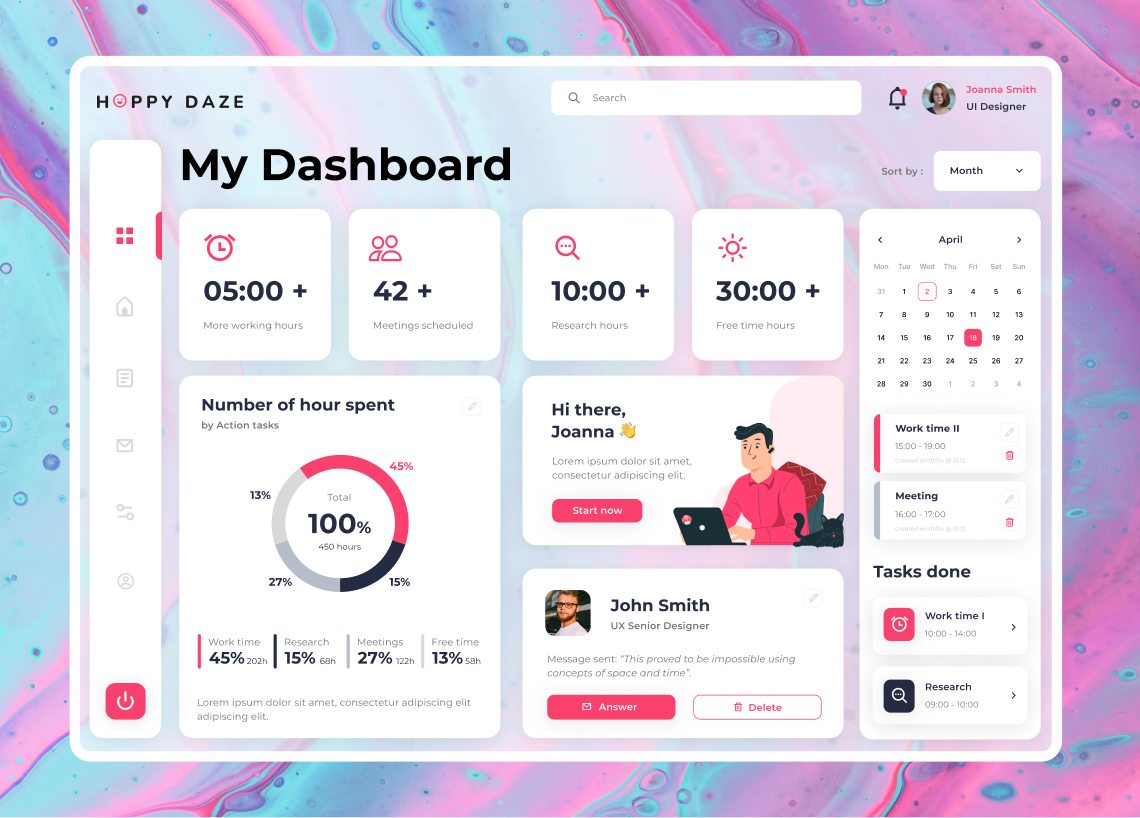 HOPPY DAZE
Search
Joanna Smith
UI Designer
My Dashboard
Sort by :
Month
05:00 +
More working hours
42 +
Meetings scheduled
10:00 +
Research hours
30:00 +
Free time hours
Number of hour spent
by Action tasks
45%
13%
Total
100%
450 hours
27%
15%
Work time
45% 202h
Research
15% 68h
Meetings
27% 122h
Free time
13% 58h
Lorem ipsum dolor sit amet, consectetur adipiscing elit
adipiscing elit.
Hi there,
Joanna 👋
Lorem ipsum dolor sit amet,
consectetur adipiscing elit.
Start now
John Smith
UX Senior Designer
Message sent: “This proved to be impossible using
concepts of space and time”.
Answer
Delete
April
Mon Tue Wed Thu Fri Sat Sun
31 1 2 3 4 5 6
7 8 9 10 11 12 13
14 15 16 17 18 19 20
21 22 23 24 25 26 27
28 29 30 1 2 3 4
Work time II
15:00 - 19:00
Created on 01/04 @ 13:12
Meeting
16:00 - 17:00
Created on 01/04 @ 13:12
Tasks done
Work time I
10:00 - 14:00
Research
09:00 - 10:00